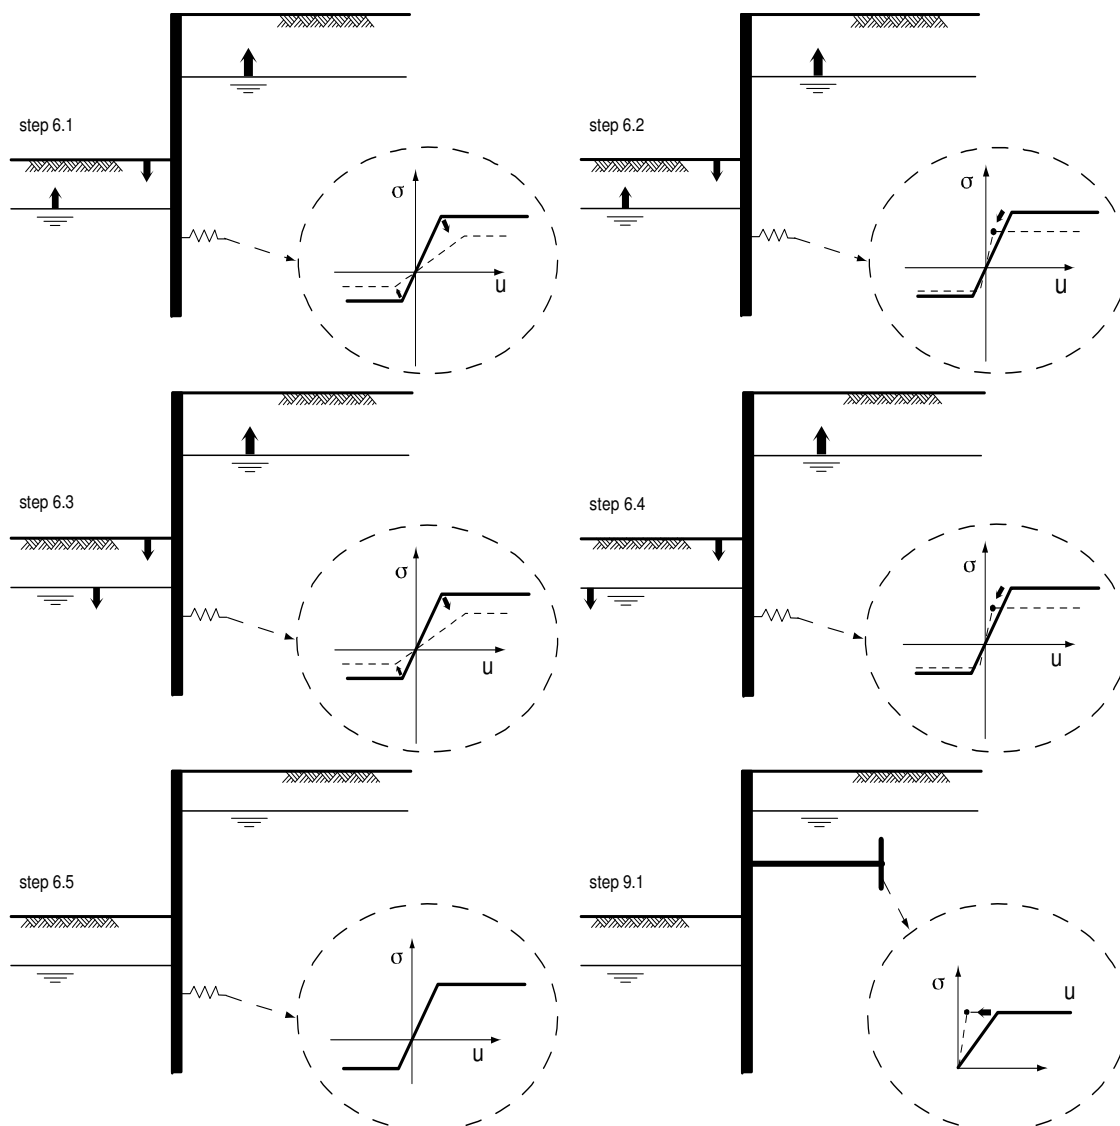 step 6.1
σ
u
step 6.2
σ
u
step 6.3
σ
u
step 6.4
σ
u
step 6.5
σ
u
step 9.1
σ
u